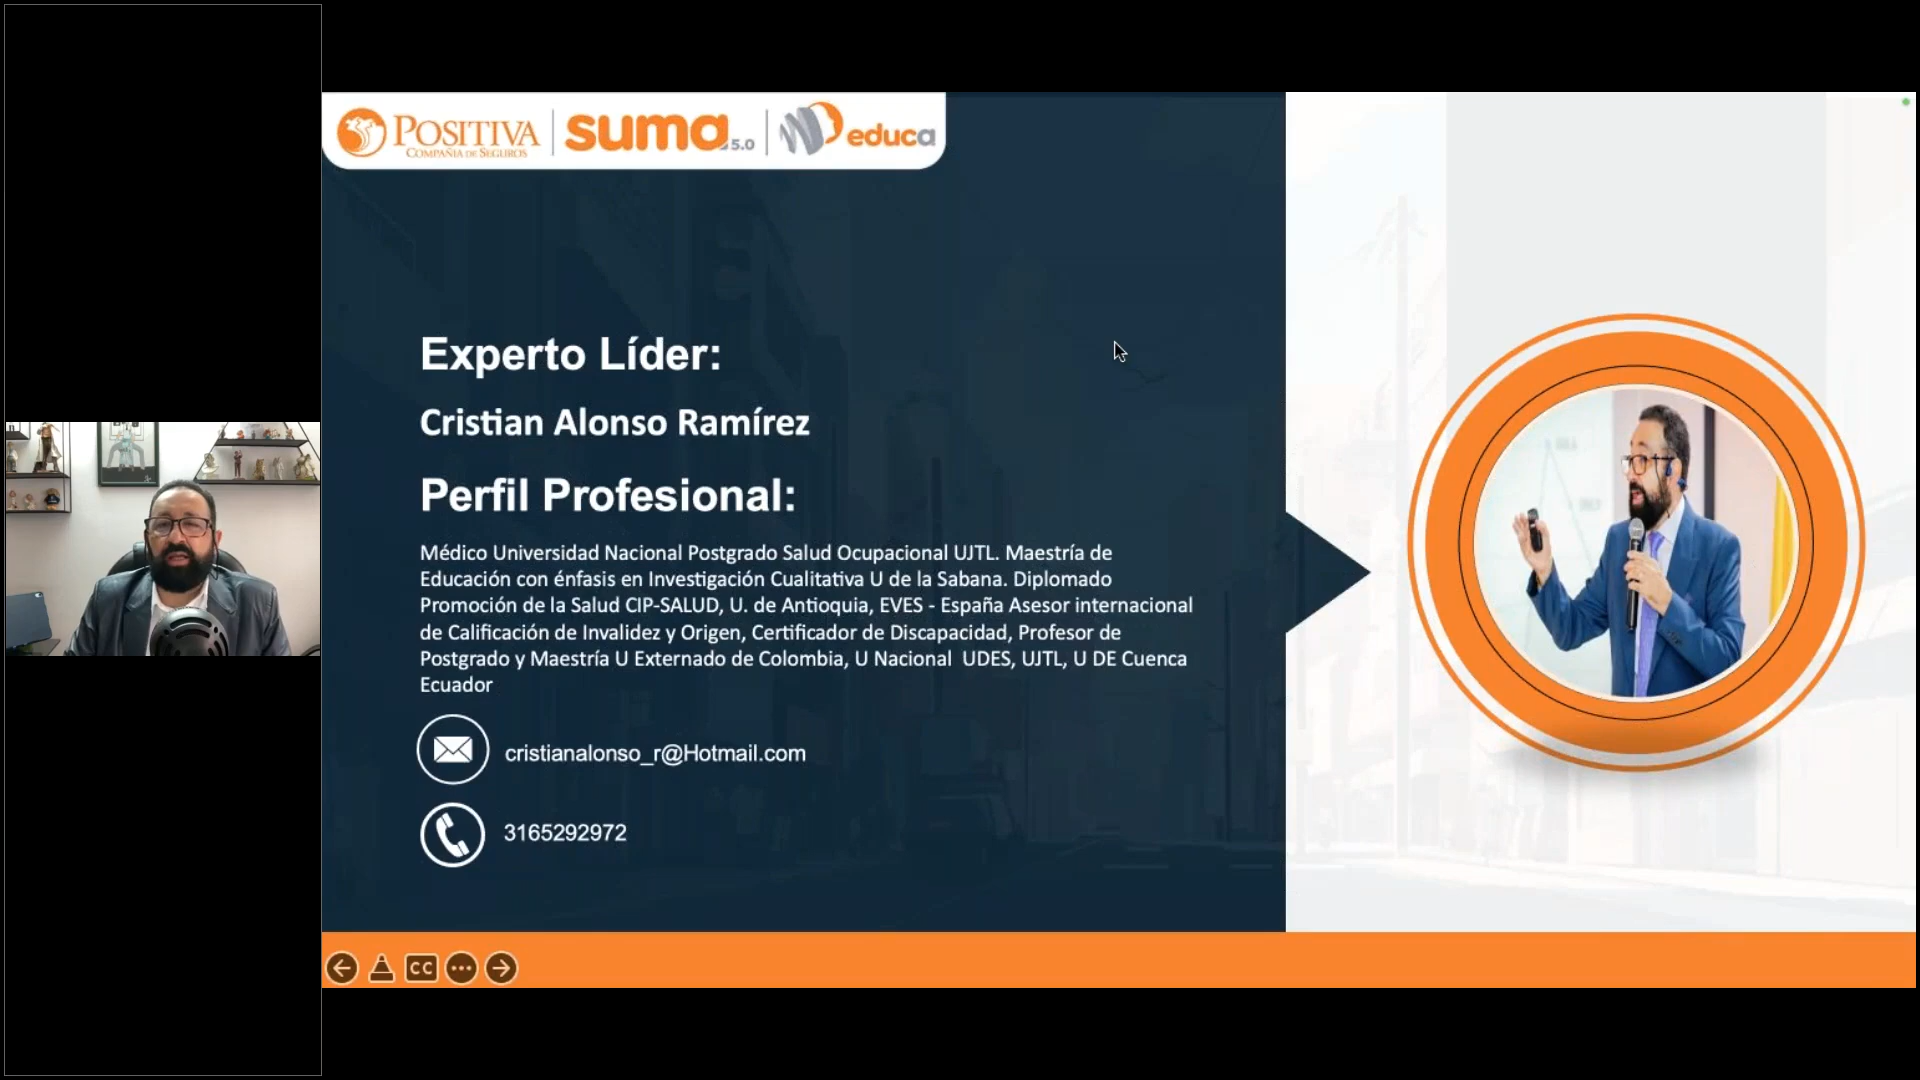 POSITIVA
COMPAÑIA DE SEGUROS
suma 5.0
educa
Experto Líder:
Cristian Alonso Ramírez
Perfil Profesional:
Médico Universidad Nacional Postgrado Salud Ocupacional UJTL. Maestría de
Educación con énfasis en Investigación Cualitativa U de la Sabana. Diplomado
Promoción de la Salud CIP-SALUD, U. de Antioquia, EVES - España Asesor internacional
de Calificación de Invalidez y Origen, Certificador de Discapacidad, Profesor de
Postgrado y Maestría U Externado de Colombia, U Nacional  UDES, UJTL, U DE Cuenca
Ecuador
cristianalonso_r@Hotmail.com
3165292972
CC